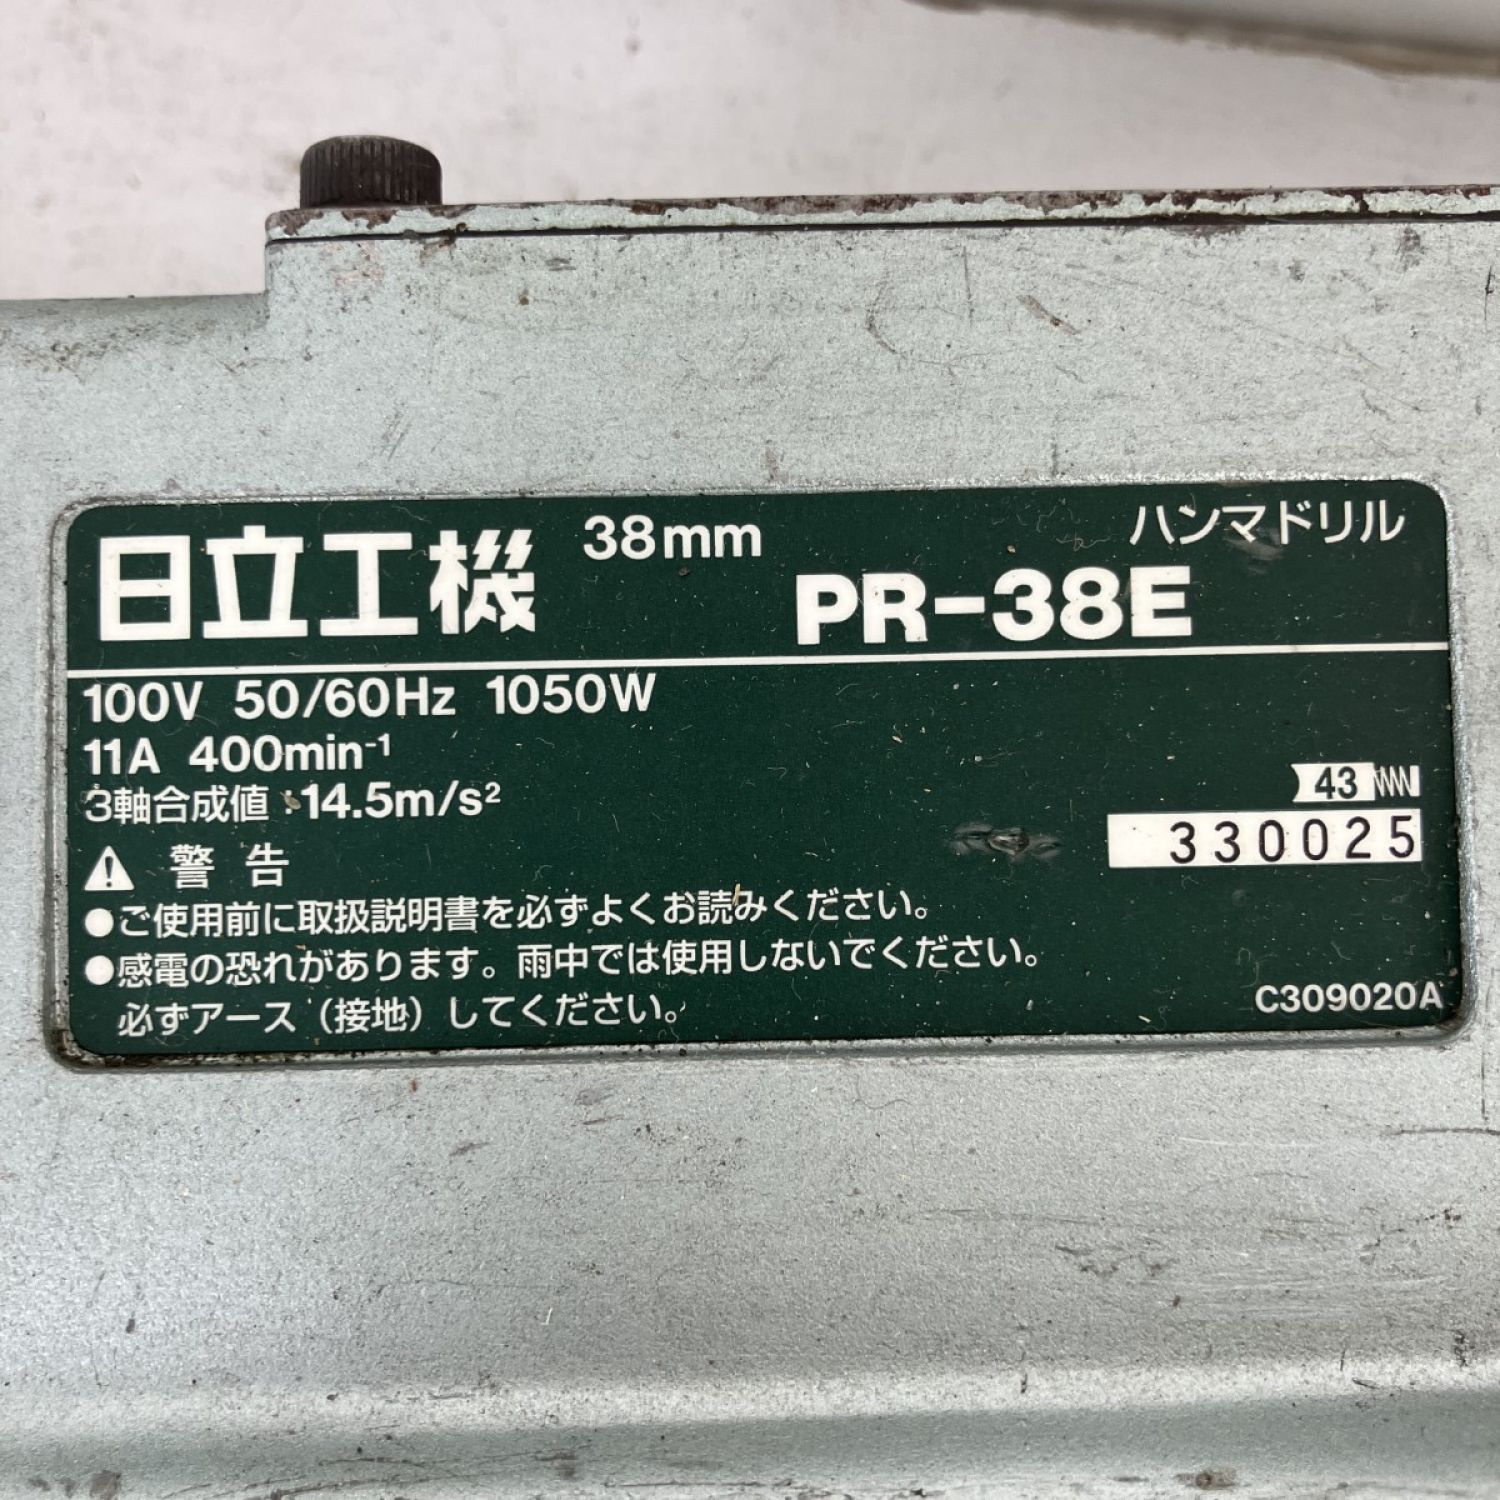 日立工機 38mm PR-38E ハンマドリル
100V 50/60Hz 1050W
11A 400min⁻¹
3軸合成値：14.5m/s²
43
330025
警告
●ご使用前に取扱説明書を必ずよくお読みください。
●感電の恐れがあります。雨中では使用しないでください。
必ずアース（接地）してください。
C309020A